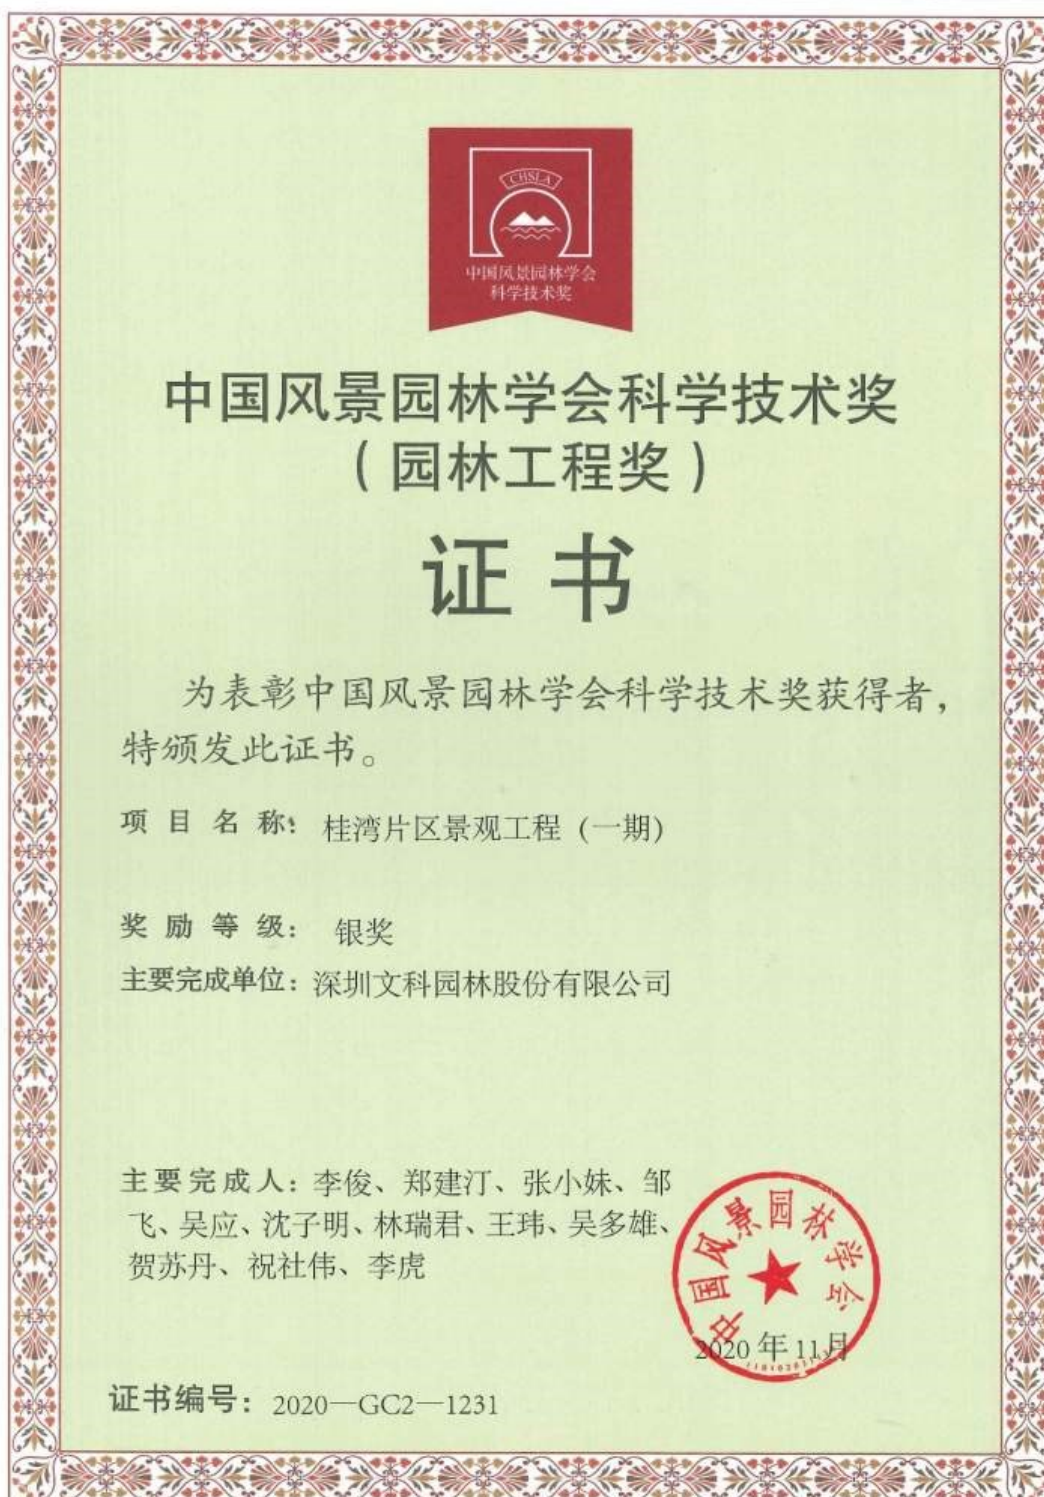 CHSLA
中国风景园林学会
科学技术奖
中国风景园林学会科学技术奖
（园林工程奖）
证书
为表彰中国风景园林学会科学技术奖获得者，
特颁发此证书。
项目名称：桂湾片区景观工程（一期）
奖励等级：银奖
主要完成单位：深圳文科园林股份有限公司
主要完成人：李俊、郑建汀、张小妹、邹
飞、吴应、沈子明、林瑞君、王玮、吴多雄、
贺苏丹、祝社伟、李虎
中国风景园林学会
2020年11月
证书编号：2020—GC2—1231